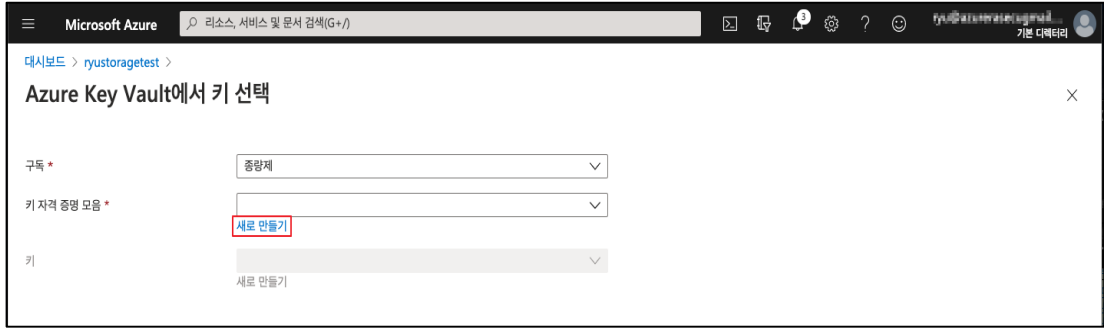 Microsoft Azure
리소스, 서비스 및 문서 검색(G+/)
3
기본 디렉터리
대시보드 > ryustoragetest >
Azure Key Vault에서 키 선택
구독 *
종량제
키 자격 증명 모음 *
새로 만들기
키
새로 만들기